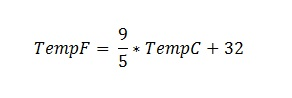 TempF = 9/5 * TempC + 32